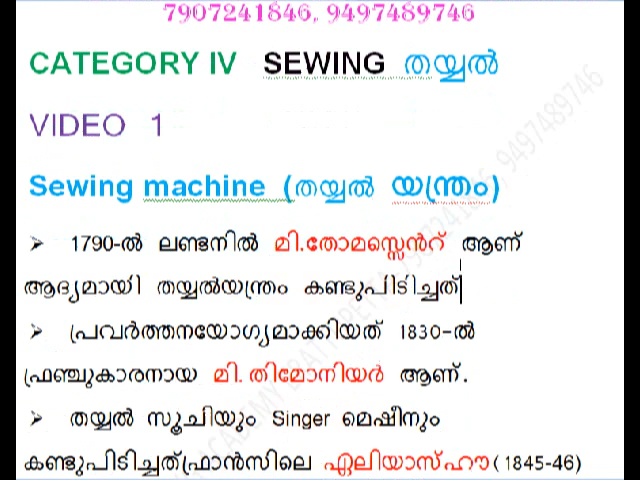 7907241846, 9497489746
CATEGORY IV SEWING തയ്യൽ
VIDEO 1
Sewing machine (തയ്യൽ യന്ത്രം)
➢ 1790-ൽ ലണ്ടനിൽ മി.തോമസ്സെൻറ് ആണ്
ആദ്യമായി തയ്യൽയന്ത്രം കണ്ടുപിടിച്ചത്
➢ പ്രവർത്തനയോഗ്യമാക്കിയത് 1830-ൽ
ഫ്രഞ്ചുകാരനായ മി. തിമോനിയർ ആണ്.
➢ തയ്യൽ സൂചിയും Singer മെഷീനും
കണ്ടുപിടിച്ചത്ഫ്രാൻസിലെ ഏലിയാസ്ഹൗ (1845-46)